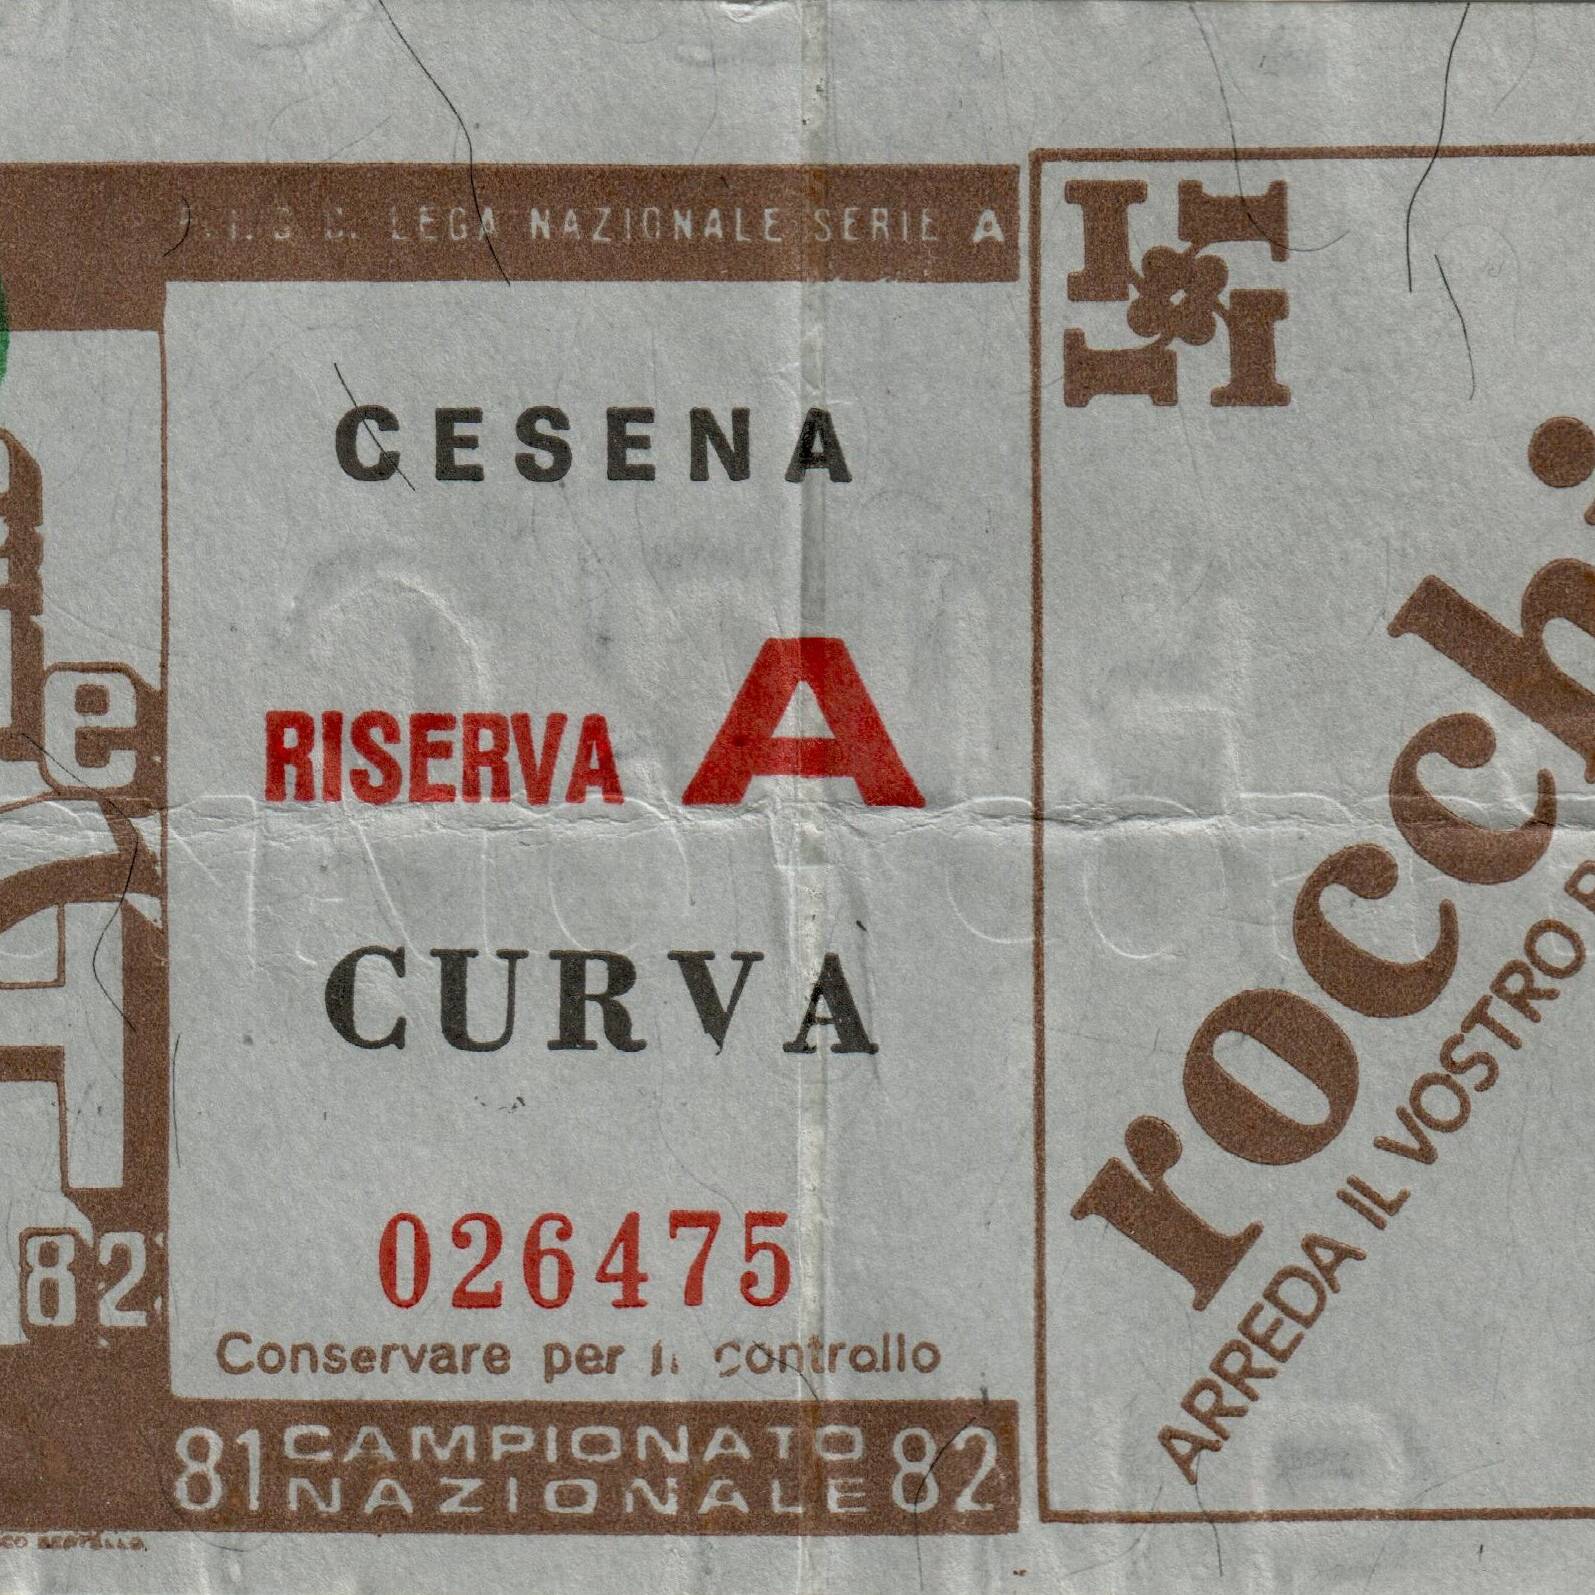 LEGA NAZIONALE SERIE A
CESENA
RISERVA A
CURVA
026475
Conservare per il controllo
81 CAMPIONATO NAZIONALE 82
82
rocchi
ARREDA IL VOSTRO